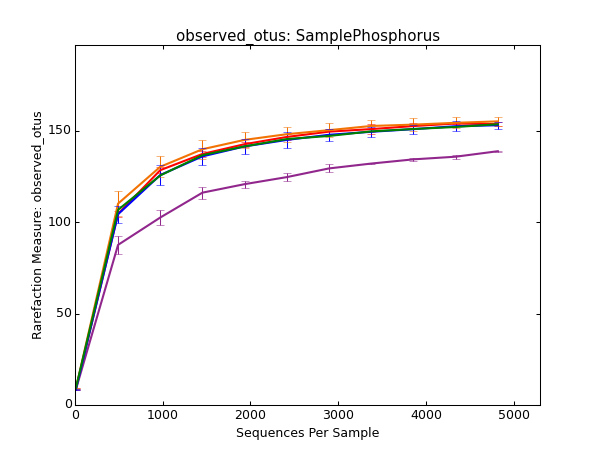 observed_otus: SamplePhosphorus
Rarefaction Measure: observed_otus
150
100
50
0
0 1000 2000 3000 4000 5000
Sequences Per Sample